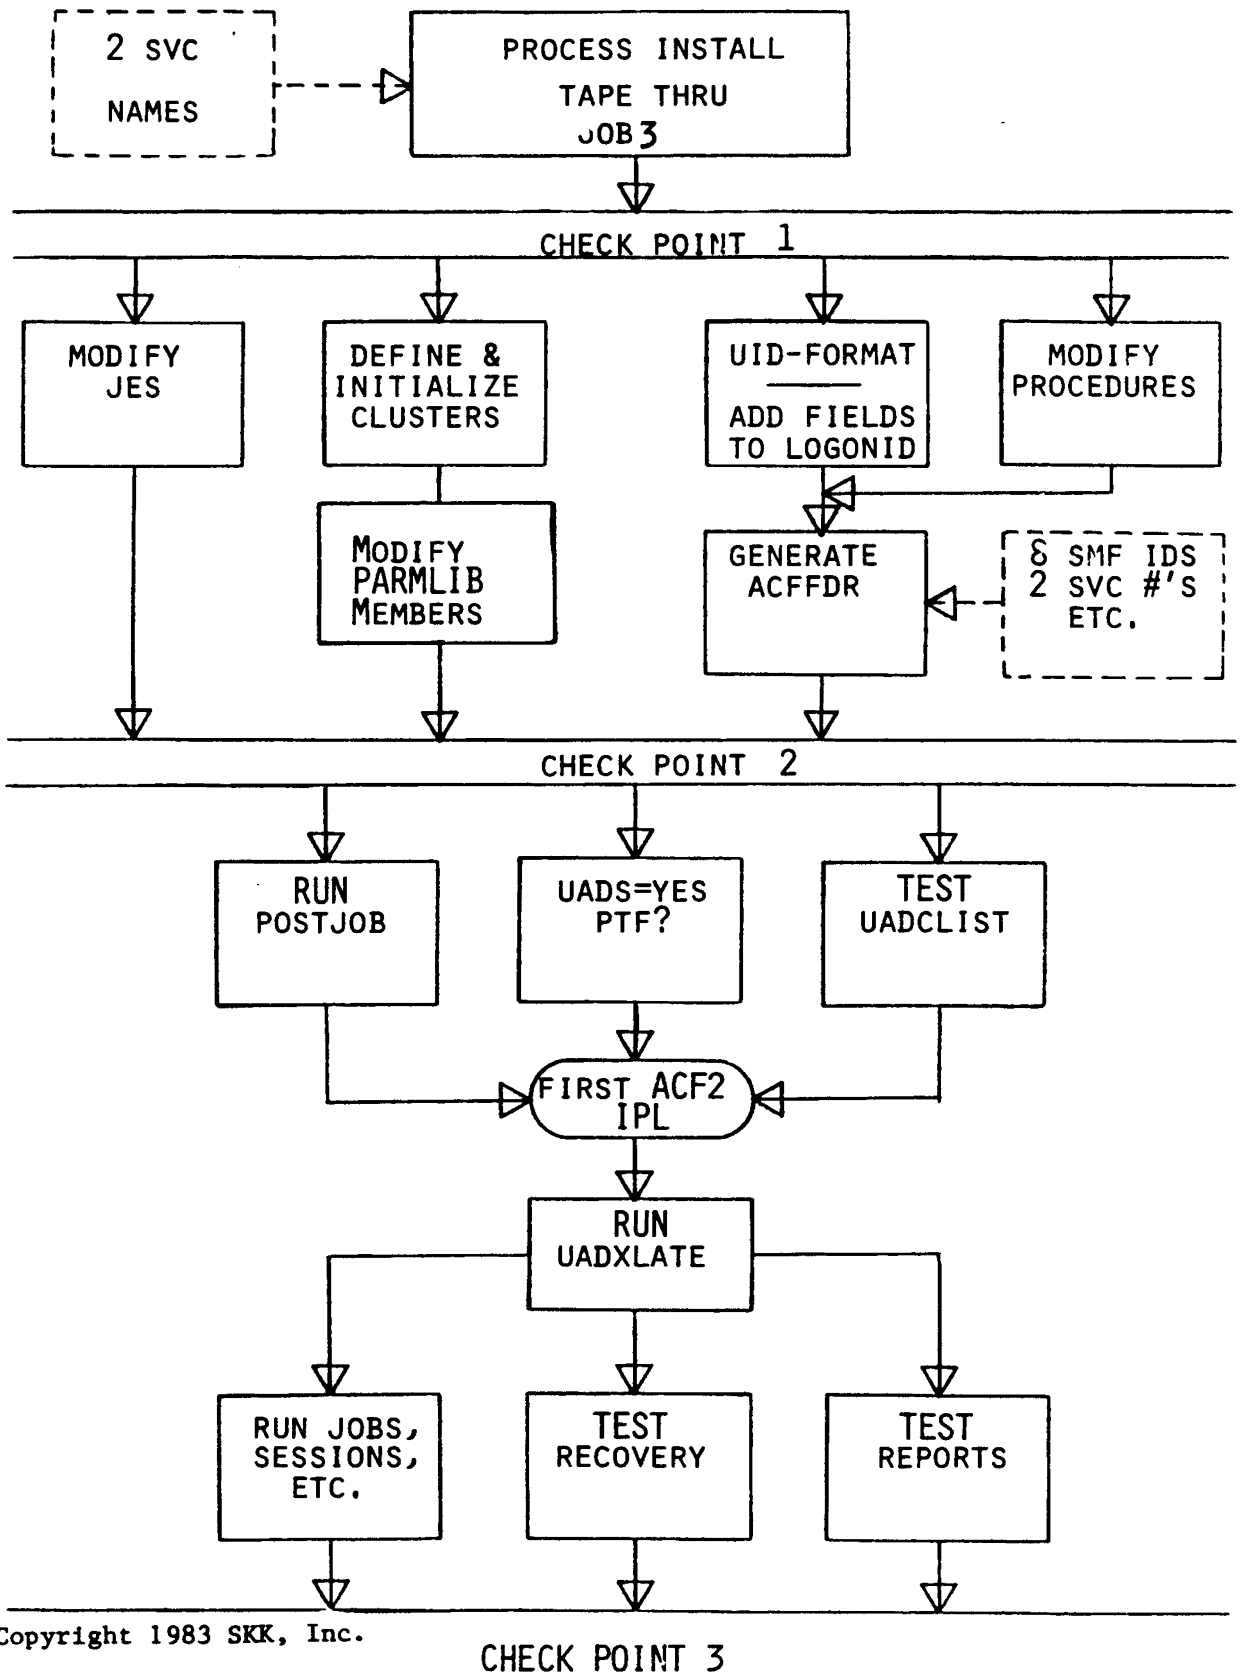 2 SVC
NAMES
PROCESS INSTALL
TAPE THRU
JOB 3
CHECK POINT 1
MODIFY
JES
DEFINE &
INITIALIZE
CLUSTERS
UID-FORMAT
ADD FIELDS
TO LOGONID
MODIFY
PROCEDURES
MODIFY
PARMLIB
MEMBERS
GENERATE
ACFFDR
8 SMF IDS
2 SVC #'S
ETC.
CHECK POINT 2
RUN
POSTJOB
UADS=YES
PTF?
TEST
UADCLIST
FIRST ACF2
IPL
RUN
UADXLATE
RUN JOBS,
SESSIONS,
ETC.
TEST
RECOVERY
TEST
REPORTS
Copyright 1983 SKK, Inc.
CHECK POINT 3